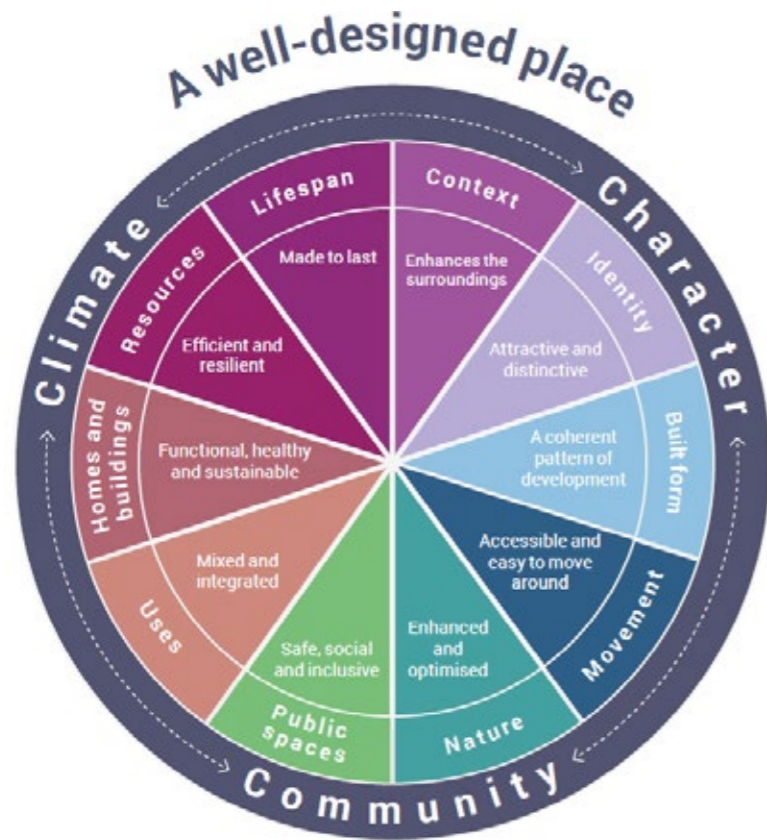 A well-designed place
Climate
Character
Community
Context
Enhances the
surroundings
Identity
Attractive and
distinctive
Built form
A coherent
pattern of
development
Movement
Accessible and
easy to move
around
Nature
Enhanced
and
optimised
Public
spaces
Safe, social
and inclusive
Uses
Mixed and
integrated
Homes and
buildings
Functional, healthy
and sustainable
Resources
Efficient and
resilient
Lifespan
Made to last